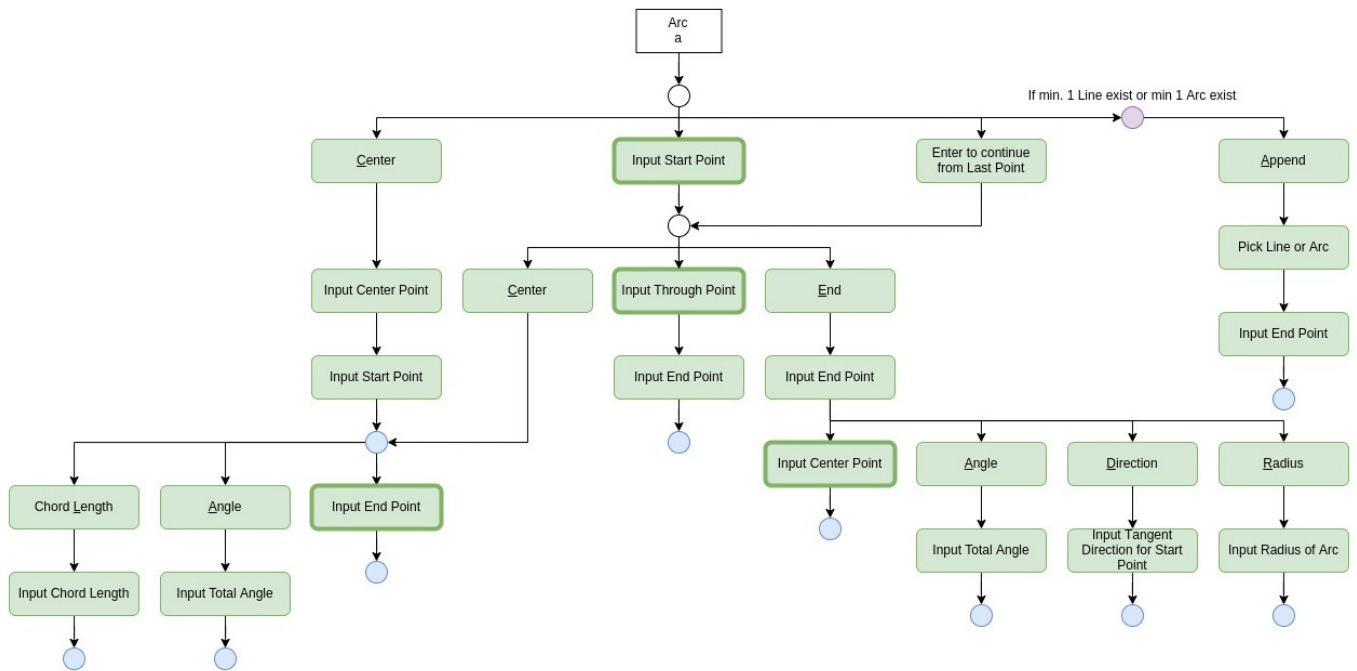 Arc
a
If min. 1 Line exist or min 1 Arc exist
Center
Input Start Point
Enter to continue
from Last Point
Append
Pick Line or Arc
Input Center Point
Center
Input Through Point
End
Input End Point
Input Start Point
Input End Point
Input End Point
Input Center Point
Angle
Direction
Radius
Chord Length
Angle
Input End Point
Input Total Angle
Input Tangent
Direction for Start
Point
Input Radius of Arc
Input Chord Length
Input Total Angle